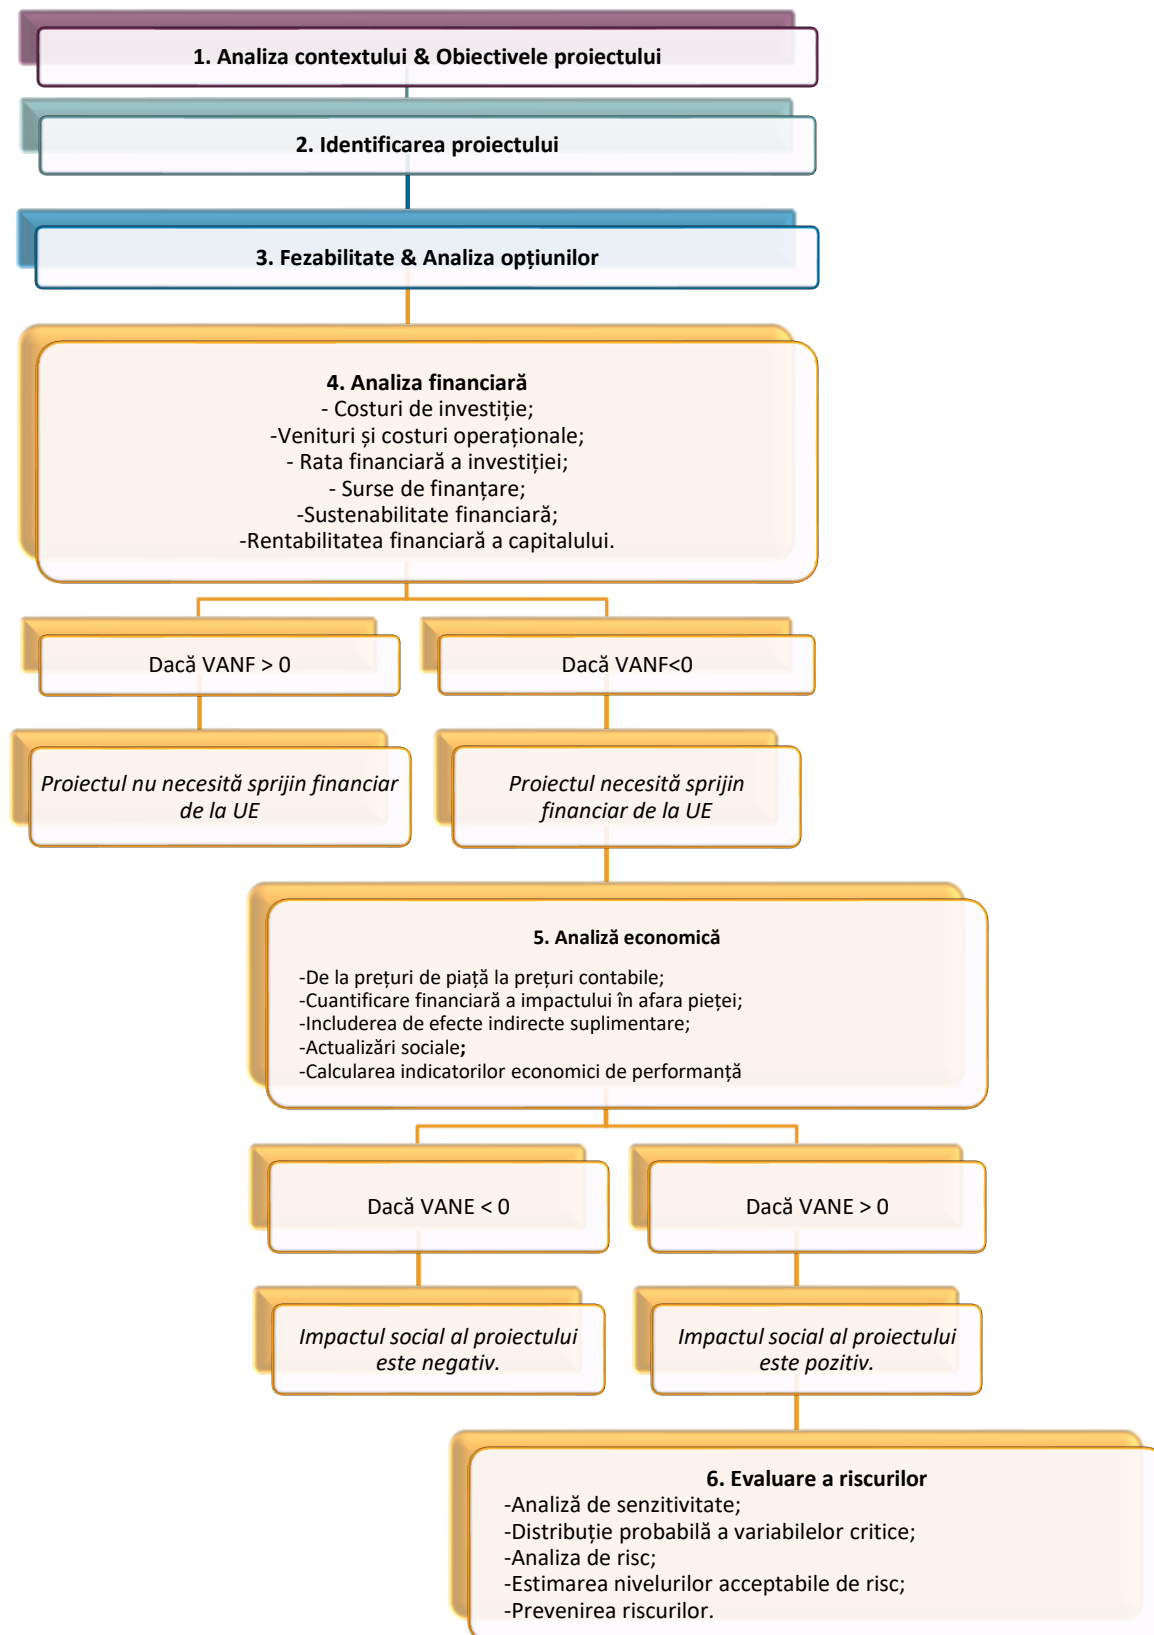 1. Analiza contextului & Obiectivele proiectului
2. Identificarea proiectului
3. Fezabilitate & Analiza opțiunilor
4. Analiza financiară
- Costuri de investiție;
-Venituri și costuri operaționale;
- Rata financiară a investiției;
- Surse de finanțare;
-Sustenabilitate financiară;
-Rentabilitatea financiară a capitalului.
Dacă VANF > 0
Dacă VANF<0
Proiectul nu necesită sprijin financiar
de la UE
Proiectul necesită sprijin
financiar de la UE
5. Analiză economică
-De la prețuri de piață la prețuri contabile;
-Cuantificare financiară a impactului în afara pieței;
-Includerea de efecte indirecte suplimentare;
-Actualizări sociale;
-Calcularea indicatorilor economici de performanță
Dacă VANE < 0
Dacă VANE > 0
Impactul social al proiectului
este negativ.
Impactul social al proiectului
este pozitiv.
6. Evaluare a riscurilor
-Analiză de senzitivitate;
-Distribuție probabilă a variabilelor critice;
-Analiza de risc;
-Estimarea nivelurilor acceptabile de risc;
-Prevenirea riscurilor.